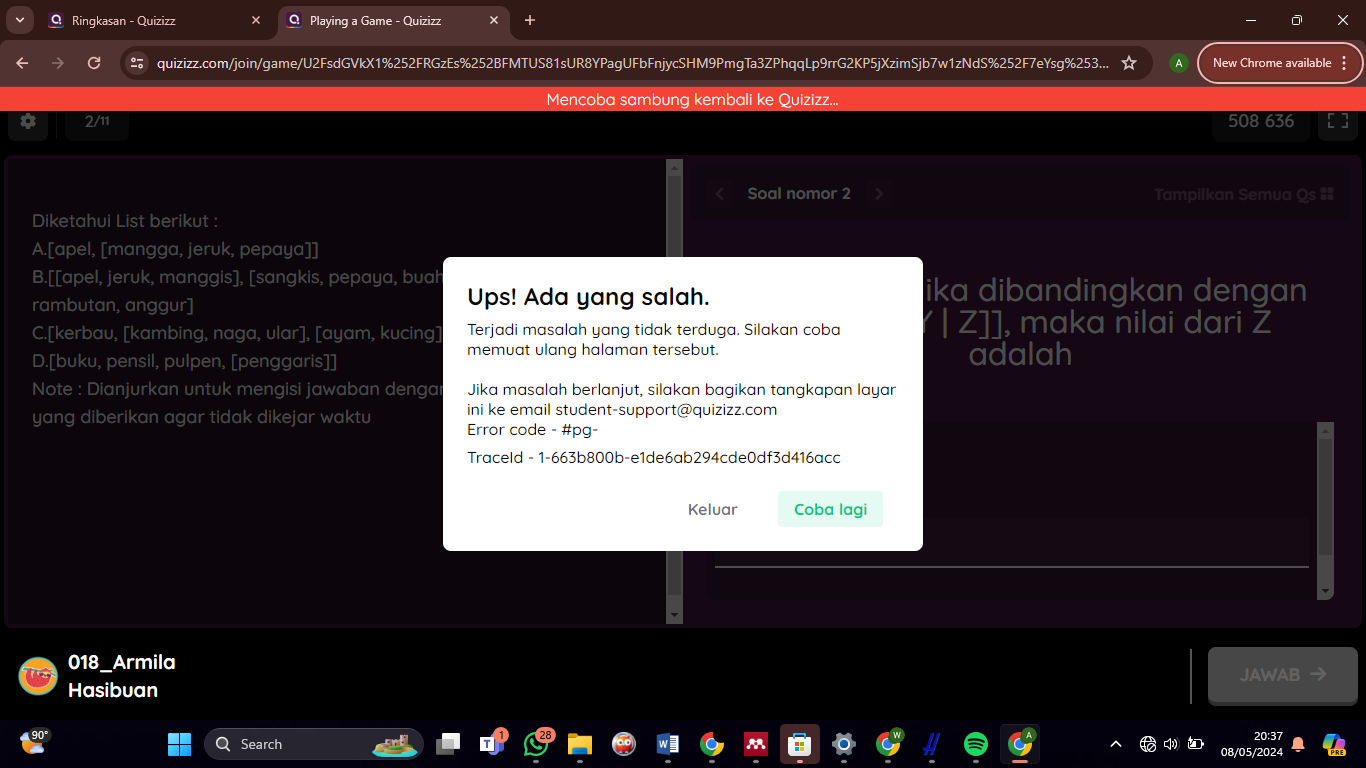 Ringkasan - Quizizz
Playing a Game - Quizizz
quizizz.com/join/game/U2FsdGVkX1%252FRGzEs%252BFMTUS81sUR8YPagUFbFnjycSHM9PmgTa3ZPhqqLp9rrG2KP5jXzimSjb7w1zNdS%252F7eYsg%253...
A
New Chrome available
Mencoba sambung kembali ke Quizizz...
2/11
508 636
Soal nomor 2
Tampilkan Semua Qs
Diketahui List berikut :
A.[apel, [mangga, jeruk, pepaya]]
B.[[apel, jeruk, manggis], [sangkis, pepaya, buah
rambutan, anggur]
C.[kerbau, [kambing, naga, ular], [ayam, kucing]
D.[buku, pensil, pulpen, [penggaris]]
Note : Dianjurkan untuk mengisi jawaban dengan
yang diberikan agar tidak dikejar waktu
ika dibandingkan dengan
Y | Z]], maka nilai dari Z
adalah
Ups! Ada yang salah.
Terjadi masalah yang tidak terduga. Silakan coba
memuat ulang halaman tersebut.
Jika masalah berlanjut, silakan bagikan tangkapan layar
ini ke email student-support@quizizz.com
Error code - #pg-
TraceId - 1-663b800b-e1de6ab294cde0df3d416acc
Keluar
Coba lagi
018_Armila
Hasibuan
JAWAB
90°
Search
1
28
W
A
20:37
08/05/2024
PRE